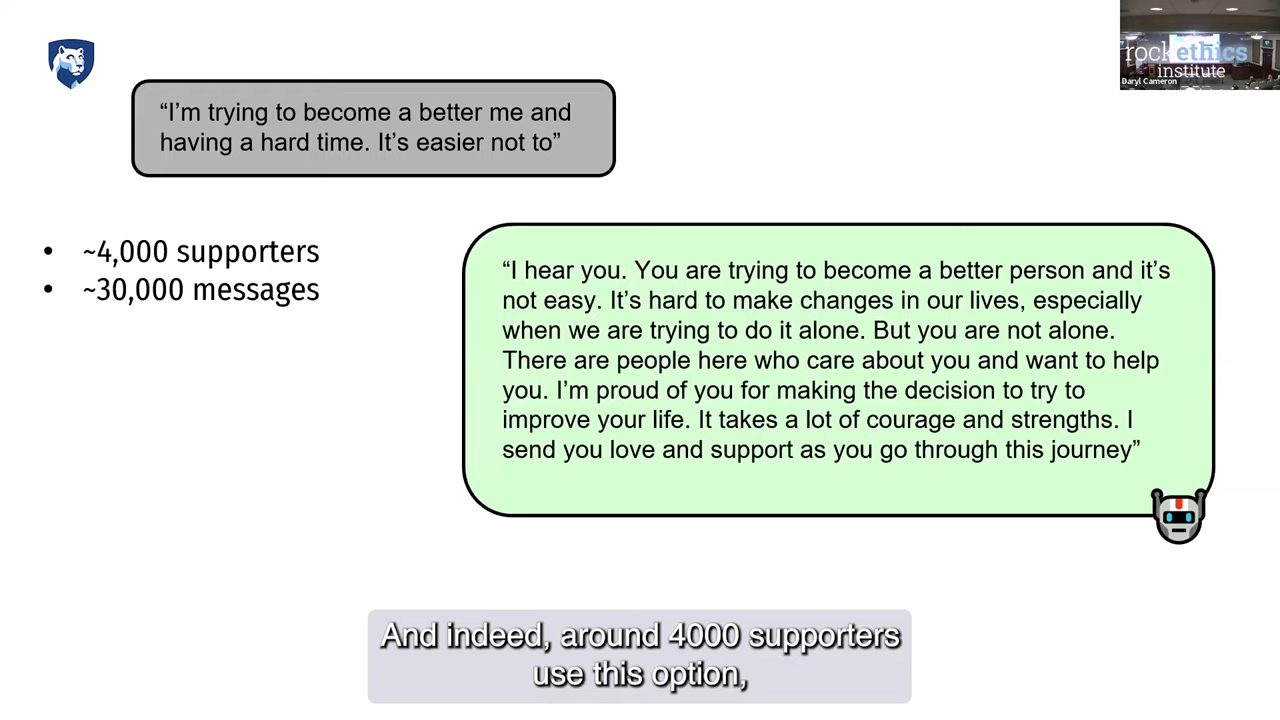 rock ethics
institute
Daryl Cameron
“I’m trying to become a better me and
having a hard time. It’s easier not to”
• ~4,000 supporters
• ~30,000 messages
“I hear you. You are trying to become a better person and it’s
not easy. It’s hard to make changes in our lives, especially
when we are trying to do it alone. But you are not alone.
There are people here who care about you and want to help
you. I’m proud of you for making the decision to try to
improve your life. It takes a lot of courage and strengths. I
send you love and support as you go through this journey”
And indeed, around 4000 supporters
use this option,